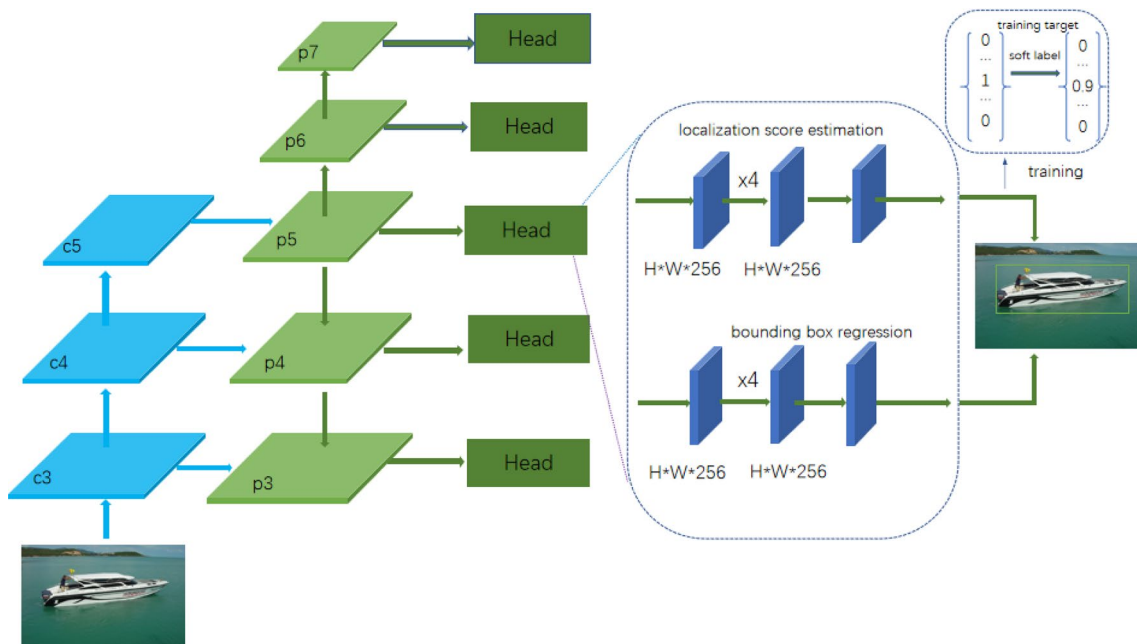 p7
Head
p6
Head
c5
p5
Head
c4
p4
Head
c3
p3
Head
localization score estimation
x4
H*W*256
H*W*256
bounding box regression
x4
H*W*256
H*W*256
training target
0
...
1
...
0
soft label
0
...
0.9
...
0
training